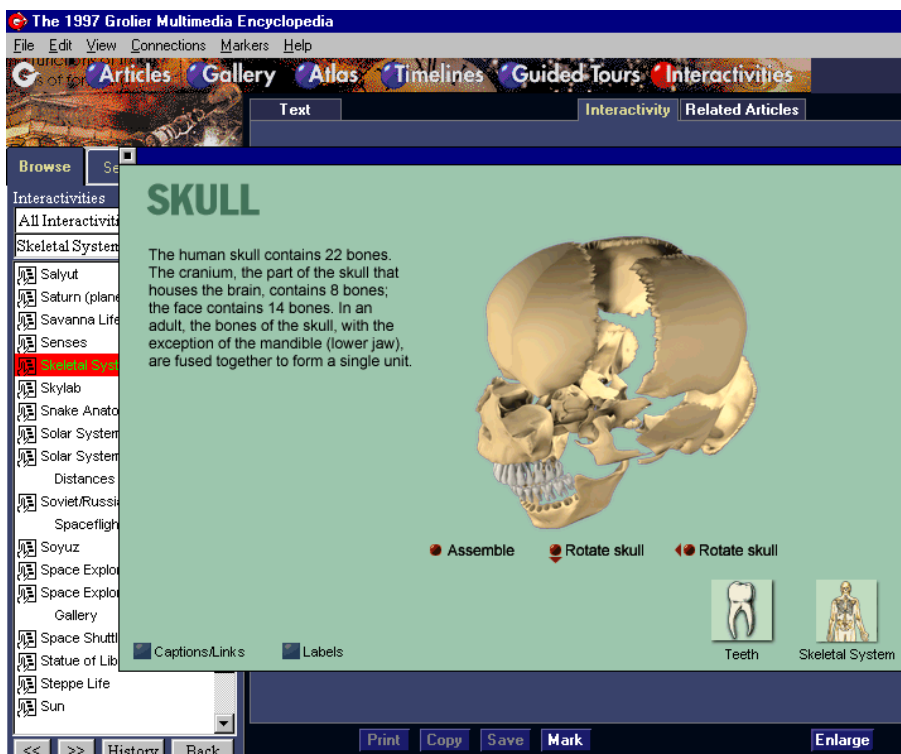 The 1997 Grolier Multimedia Encyclopedia
File Edit View Connections Markers Help
G Articles Gallery Atlas Timelines Guided Tours Interactivities
Text Interactivity Related Articles
Browse Se
Interactivities
All Interactiviti
Skeletal System
Salyut
Saturn (plane
Savanna Life
Senses
Skeletal Syst
Skylab
Snake Anato
Solar System
Solar System
Distances
Soviet/Russia
Spacefligh
Soyuz
Space Explor
Space Explor
Gallery
Space Shuttl
Statue of Lib
Steppe Life
Sun
<< >> History Back
SKULL
The human skull contains 22 bones.
The cranium, the part of the skull that
houses the brain, contains 8 bones;
the face contains 14 bones. In an
adult, the bones of the skull, with the
exception of the mandible (lower jaw),
are fused together to form a single unit.
Assemble Rotate skull Rotate skull
Captions/Links Labels
Teeth Skeletal System
Print Copy Save Mark Enlarge